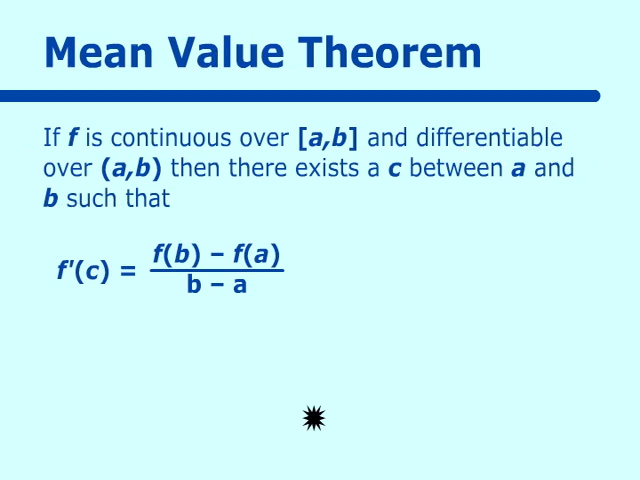 Mean Value Theorem
If f is continuous over [a,b] and differentiable
over (a,b) then there exists a c between a and
b such that
f'(c) = f(b) – f(a)
b – a